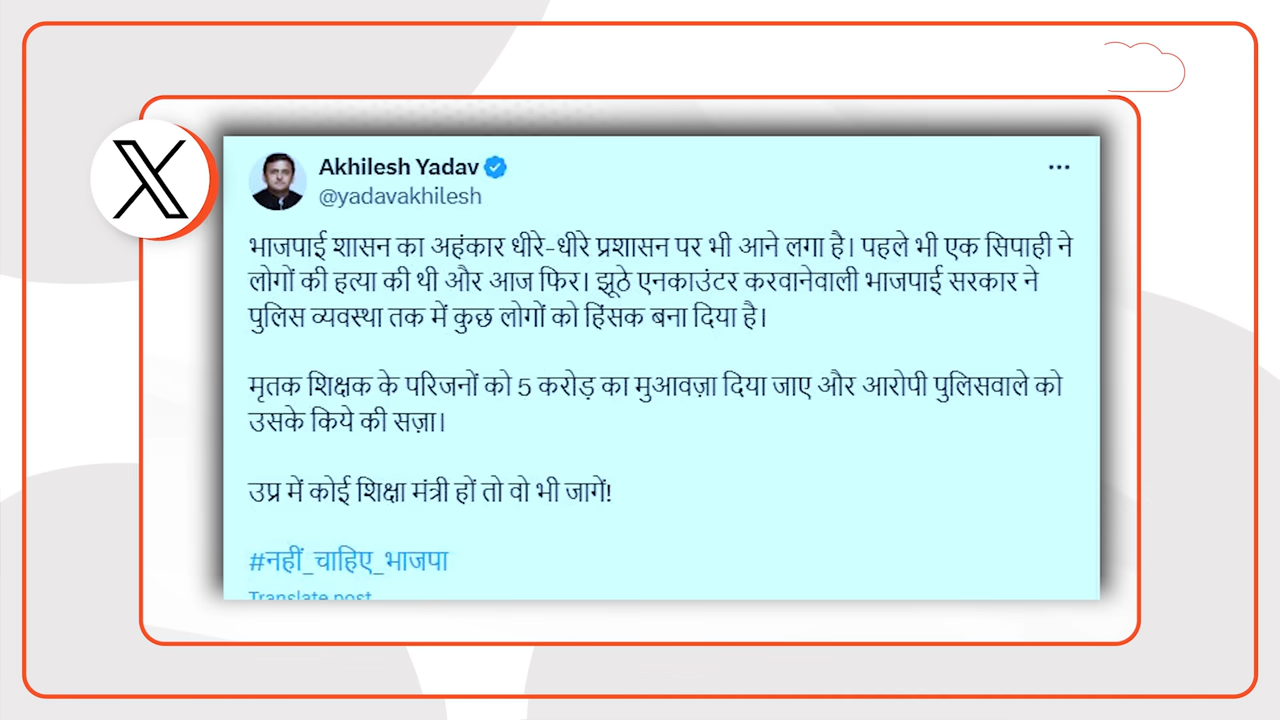 Akhilesh Yadav
@yadavakhilesh
भाजपाई शासन का अहंकार धीरे-धीरे प्रशासन पर भी आने लगा है। पहले भी एक सिपाही ने
लोगों की हत्या की थी और आज फिर। झूठे एनकाउंटर करवानेवाली भाजपाई सरकार ने
पुलिस व्यवस्था तक में कुछ लोगों को हिंसक बना दिया है।
मृतक शिक्षक के परिजनों को 5 करोड़ का मुआवज़ा दिया जाए और आरोपी पुलिसवाले को
उसके किये की सज़ा।
उप्र में कोई शिक्षा मंत्री हों तो वो भी जागें!
#नहीं_चाहिए_भाजपा
Translate post